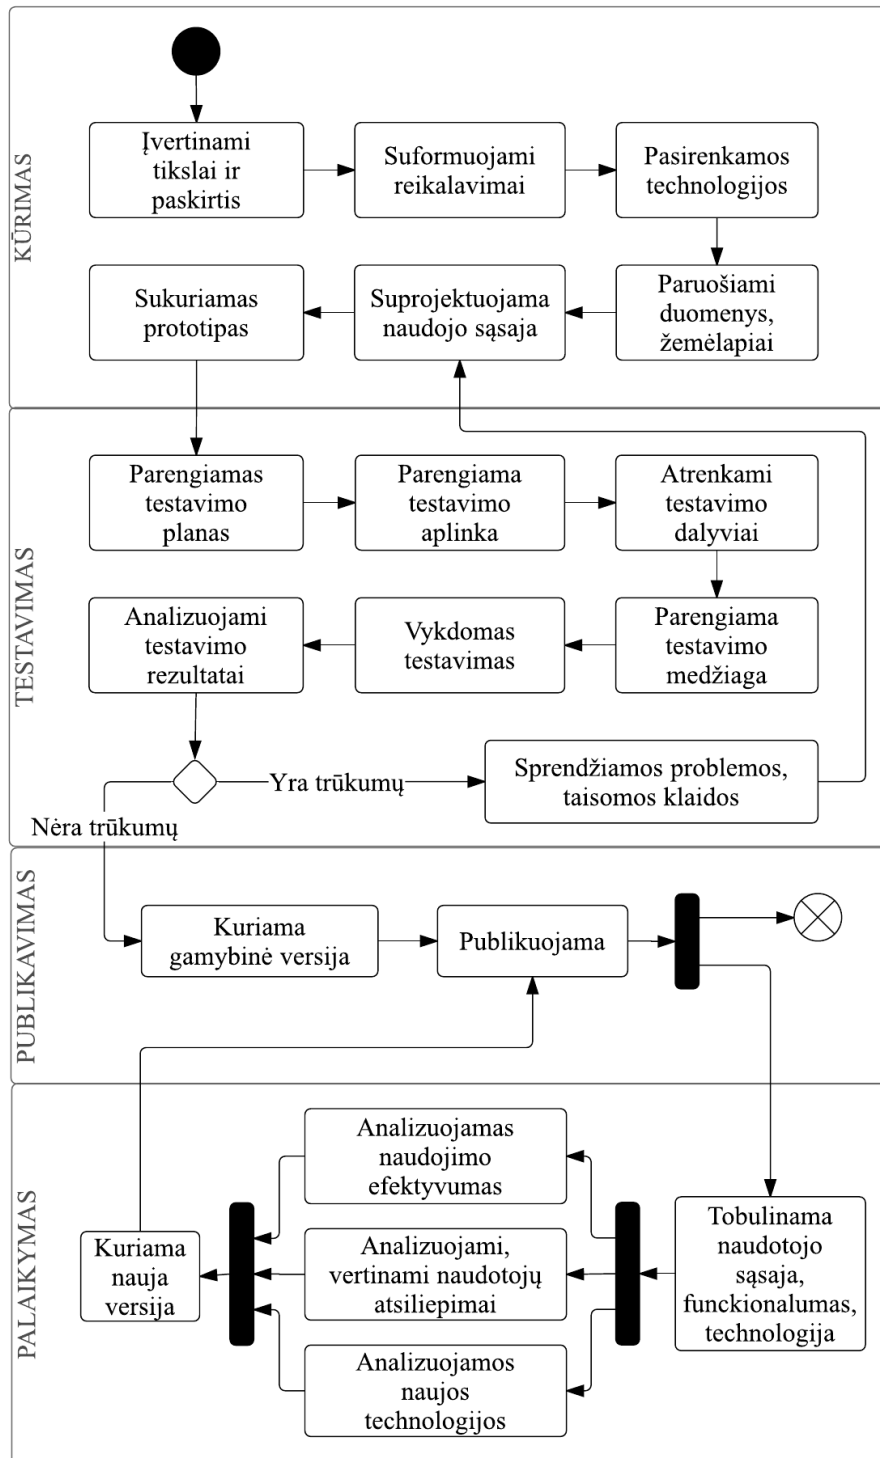 KŪRIMAS
Įvertinami
tikslai ir
paskirtis
Suformuojami
reikalavimai
Pasirenkamos
technologijos
Sukuriamas
prototipas
Suprojektuojama
naudojo sąsaja
Paruošiami
duomenys,
žemėlapiai
TESTAVIMAS
Parengiamas
testavimo
planas
Parengiama
testavimo
aplinka
Atrenkami
testavimo
dalyviai
Analizuojami
testavimo
rezultatai
Vykdomas
testavimas
Parengiama
testavimo
medžiaga
Yra trūkumų
Sprendžiamos problemos,
taisomos klaidos
Nėra trūkumų
PUBLIKAVIMAS
Kuriama
gamybinė versija
Publikuojama
PALAIKYMAS
Kuriama
nauja
versija
Analizuojamas
naudojimo
efektyvumas
Analizuojami,
vertinami naudotojų
atsiliepimai
Analizuojamos
naujos
technologijos
Tobulinama
naudotojo
sąsaja,
funckionalumas,
technologija